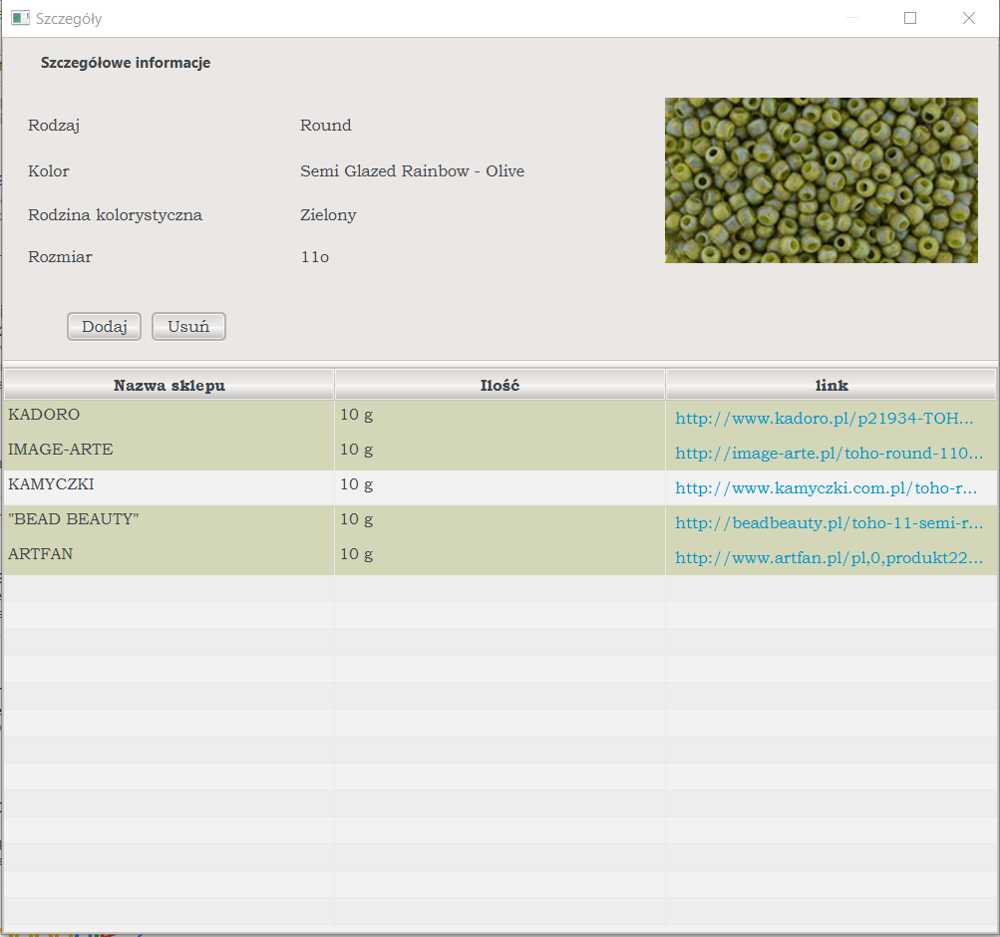 Szczegóły
Szczegółowe informacje
Rodzaj Round
Kolor Semi Glazed Rainbow - Olive
Rodzina kolorystyczna Zielony
Rozmiar 11o
Dodaj Usuń
Nazwa sklepu Ilość link
KADORO 10 g http://www.kadoro.pl/p21934-TOH...
IMAGE-ARTE 10 g http://image-arte.pl/toho-round-110...
KAMYCZKI 10 g http://www.kamyczki.com.pl/toho-r...
"BEAD BEAUTY" 10 g http://beadbeauty.pl/toho-11-semi-r...
ARTFAN 10 g http://www.artfan.pl/pl,0,produkt22...